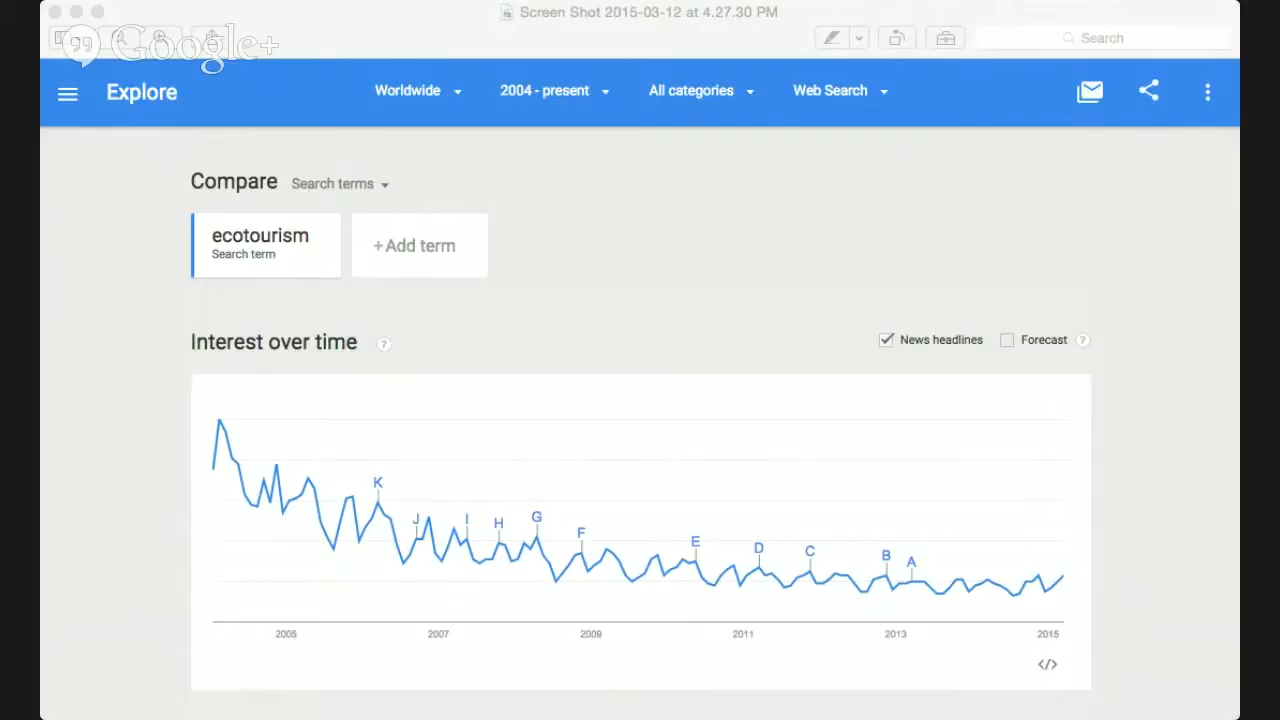 Screen Shot 2015-03-12 at 4.27.30 PM
Google+
Search
Explore
Worldwide
2004 - present
All categories
Web Search
Compare
Search terms
ecotourism
Search term
+Add term
Interest over time
?
News headlines
Forecast
?
K
J
I
H
G
F
E
D
C
B
A
2005
2007
2009
2011
2013
2015
</>